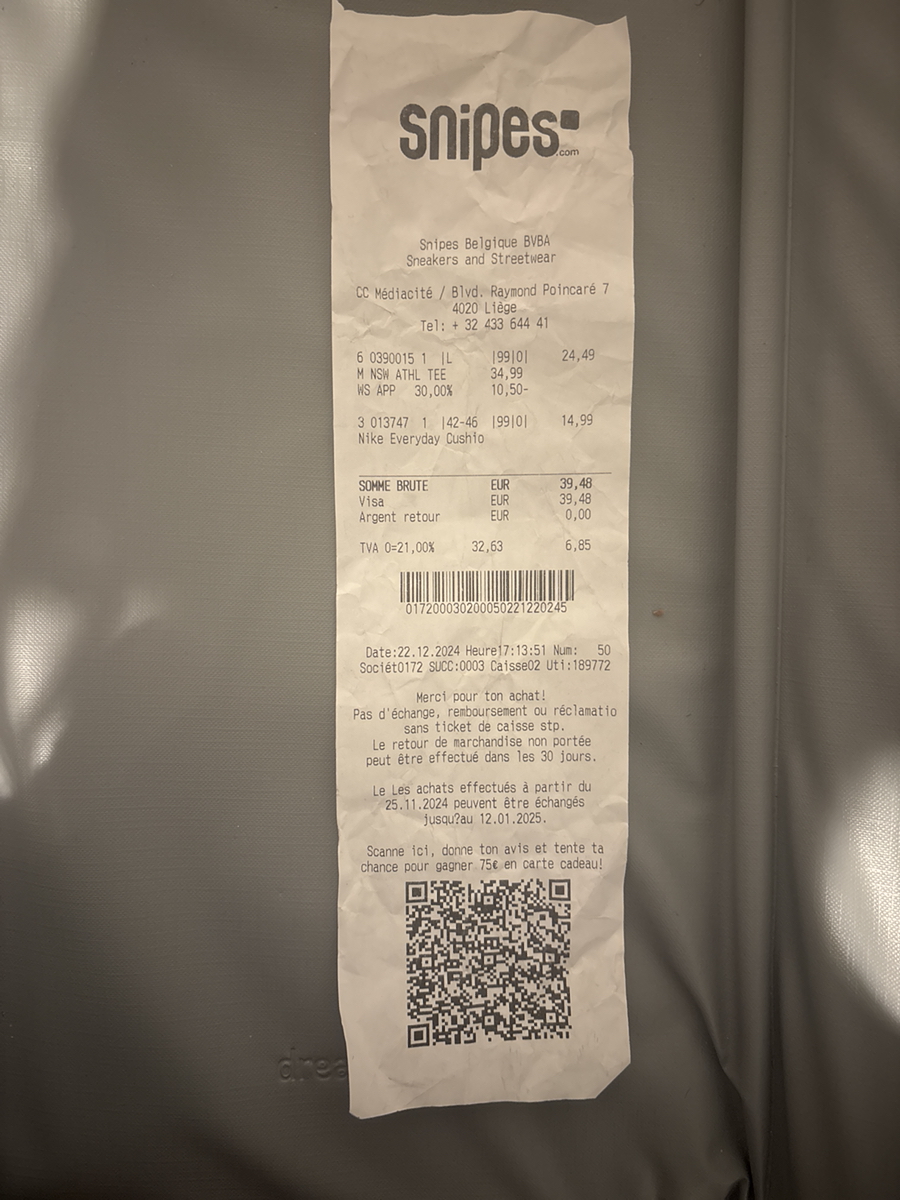 snipes
.com
Snipes Belgique BVBA
Sneakers and Streetwear
CC Médiacité / Blvd. Raymond Poincaré 7
4020 Liège
Tel: + 32 433 644 41
6 0390015 1 |L |99|0| 24,49
M NSW ATHL TEE 34,99
WS APP 30,00% 10,50-
3 013747 1 |42-46 |99|0| 14,99
Nike Everyday Cushio
SOMME BRUTE EUR 39,48
Visa EUR 39,48
Argent retour EUR 0,00
TVA 0=21,00% 32,63 6,85
017200030200050221220245
Date:22.12.2024 Heure17:13:51 Num: 50
Sociét0172 SUCC:0003 Caisse02 Uti:189772
Merci pour ton achat!
Pas d'échange, remboursement ou réclamatio
sans ticket de caisse stp.
Le retour de marchandise non portée
peut être effectué dans les 30 jours.
Le Les achats effectués à partir du
25.11.2024 peuvent être échangés
jusqu?au 12.01.2025.
Scanne ici, donne ton avis et tente ta
chance pour gagner 75€ en carte cadeau!